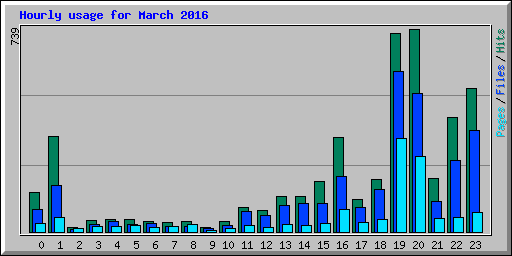 Hourly usage for March 2016
739
Pages/Files/Hits
0 1 2 3 4 5 6 7 8 9 10 11 12 13 14 15 16 17 18 19 20 21 22 23